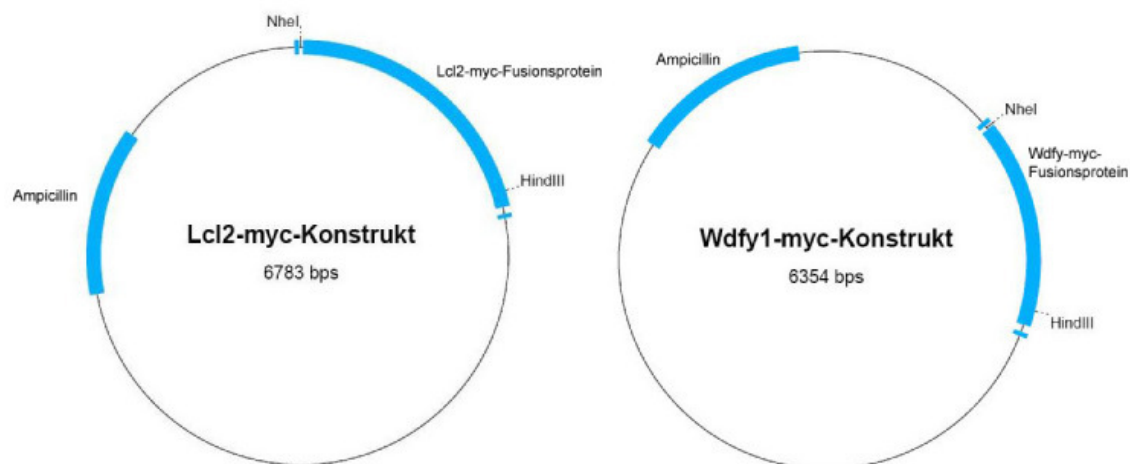 NheI
Lcl2-myc-Fusionsprotein
HindIII
Ampicillin
Lcl2-myc-Konstrukt
6783 bps
Ampicillin
NheI
Wdfy-myc-
Fusionsprotein
HindIII
Wdfy1-myc-Konstrukt
6354 bps